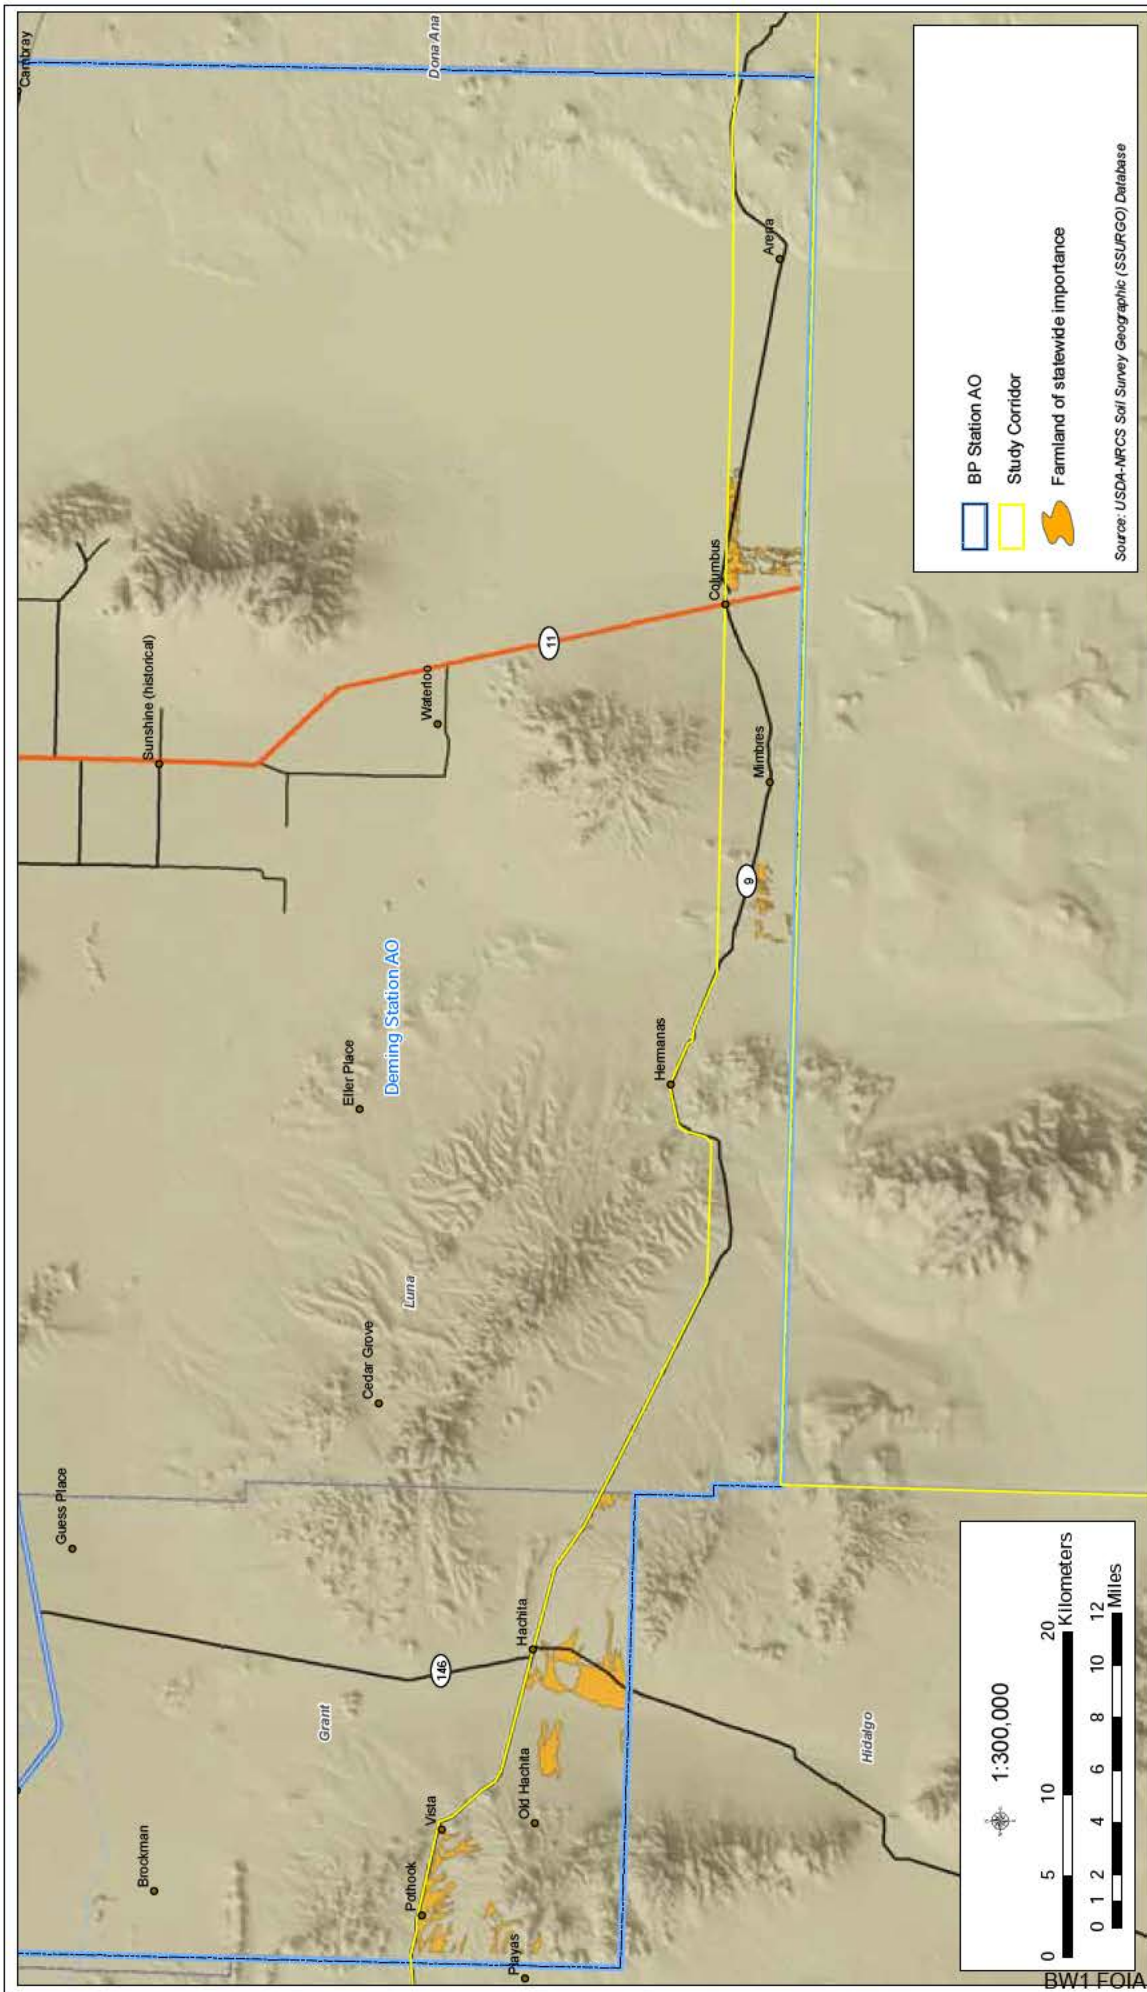 Cambray
Dona Ana
Guess Place
Sunshine (historical)
Brockman
Grant
Cedar Grove
Eller Place
Deming Station AO
Luna
Waterloo
146
11
Pothook
Vista
Hachita
Old Hachita
Playas
Hermanas
9
Mimbres
Columbus
Arena
Hidalgo
1:300,000
0 5 10 20
Kilometers
0 1 2 4 6 8 10 12
Miles
BP Station AO
Study Corridor
Farmland of statewide importance
Source: USDA-NRCS Soil Survey Geographic (SSURGO) Database
BW1 FOIA